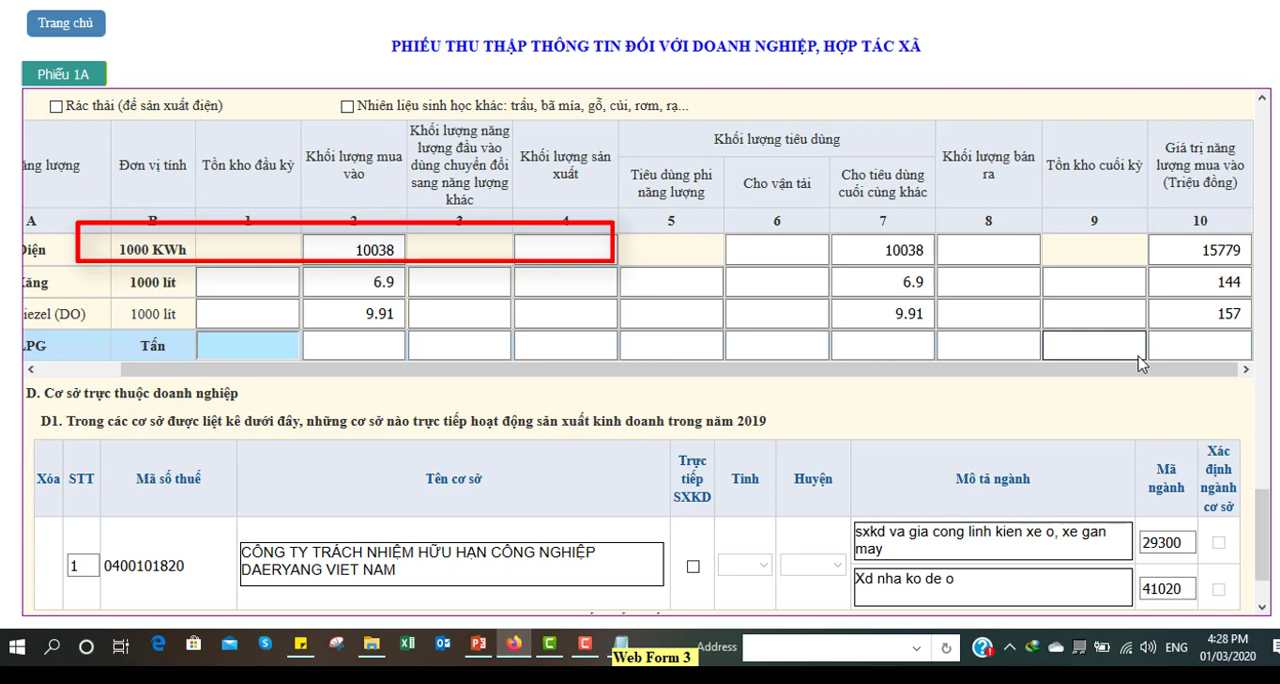 Trang chủ
PHIẾU THU THẬP THÔNG TIN ĐỐI VỚI DOANH NGHIỆP, HỢP TÁC XÃ
Phiếu 1A
Rác thải (để sản xuất điện)
Nhiên liệu sinh học khác: trấu, bã mía, gỗ, củi, rơm, rạ...
lượng
Đơn vị tính
Tồn kho đầu kỳ
Khối lượng mua
vào
Khối lượng năng
lượng đầu vào
dùng chuyển đổi
sang năng lượng
khác
Khối lượng sản
xuất
Khối lượng tiêu dùng
Tiêu dùng phi
năng lượng
Cho vận tải
Cho tiêu dùng
cuối cùng khác
Khối lượng bán
ra
Tồn kho cuối kỳ
Giá trị năng
lượng mua vào
(Triệu đồng)
A B 1 2 3 4 5 6 7 8 9 10
Điện 1000 KWh 10038 10038 15779
Xăng 1000 lít 6.9 6.9 144
iezel (DO) 1000 lít 9.91 9.91 157
LPG Tấn
D. Cơ sở trực thuộc doanh nghiệp
D1. Trong các cơ sở được liệt kê dưới đây, những cơ sở nào trực tiếp hoạt động sản xuất kinh doanh trong năm 2019
Xóa
STT
Mã số thuế
Tên cơ sở
Trực
tiếp
SXKD
Tỉnh
Huyện
Mô tả ngành
Mã
ngành
Xác
định
ngành
cơ sở
1
0400101820
CÔNG TY TRÁCH NHIỆM HỮU HẠN CÔNG NGHIỆP
DAERYANG VIET NAM
sxkd va gia cong linh kien xe o, xe gan
may
29300
Xd nha ko de o
41020
Web Form 3
Address
ENG
4:28 PM
01/03/2020